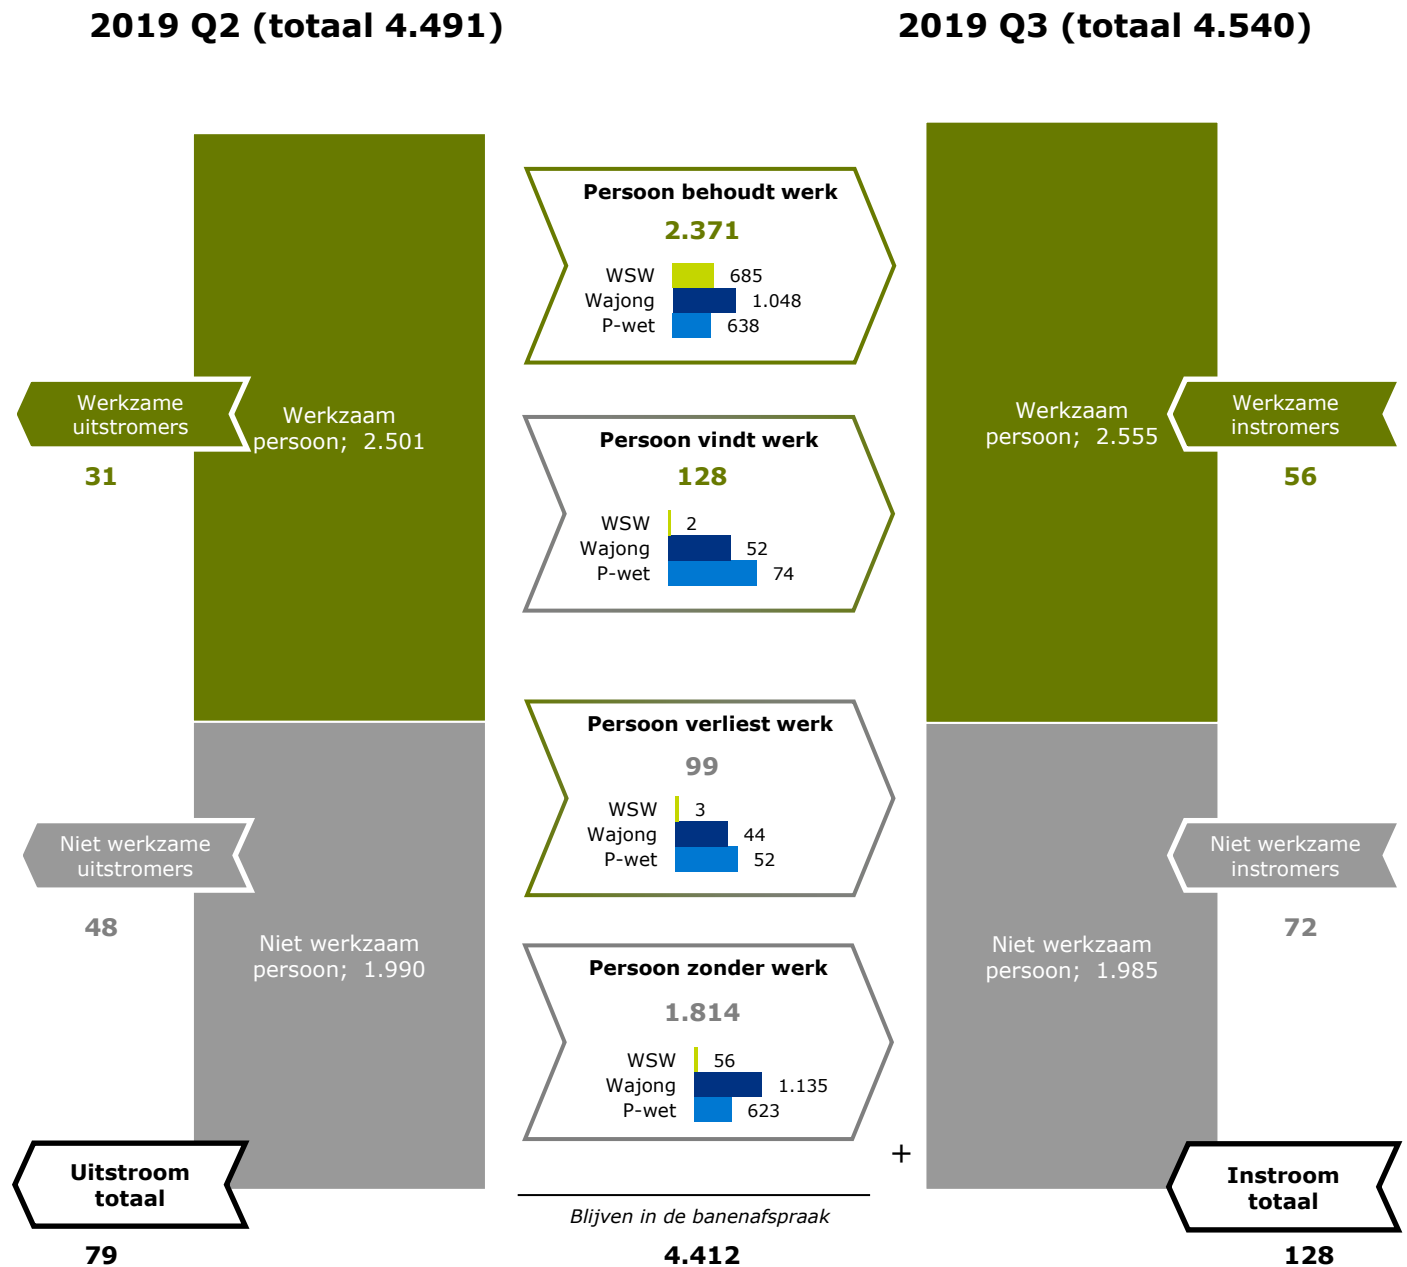 2019 Q2 (totaal 4.491)
2019 Q3 (totaal 4.540)
Werkzame
uitstromers
31
Werkzaam
persoon; 2.501
Niet werkzame
uitstromers
48
Niet werkzaam
persoon; 1.990
Uitstroom
totaal
79
Persoon behoudt werk
2.371
WSW 685
Wajong 1.048
P-wet 638
Persoon vindt werk
128
WSW 2
Wajong 52
P-wet 74
Persoon verliest werk
99
WSW 3
Wajong 44
P-wet 52
Persoon zonder werk
1.814
WSW 56
Wajong 1.135
P-wet 623
+
Blijven in de banenafspraak
4.412
Werkzaam
persoon; 2.555
Werkzame
instromers
56
Niet werkzame
instromers
72
Niet werkzaam
persoon; 1.985
Instroom
totaal
128